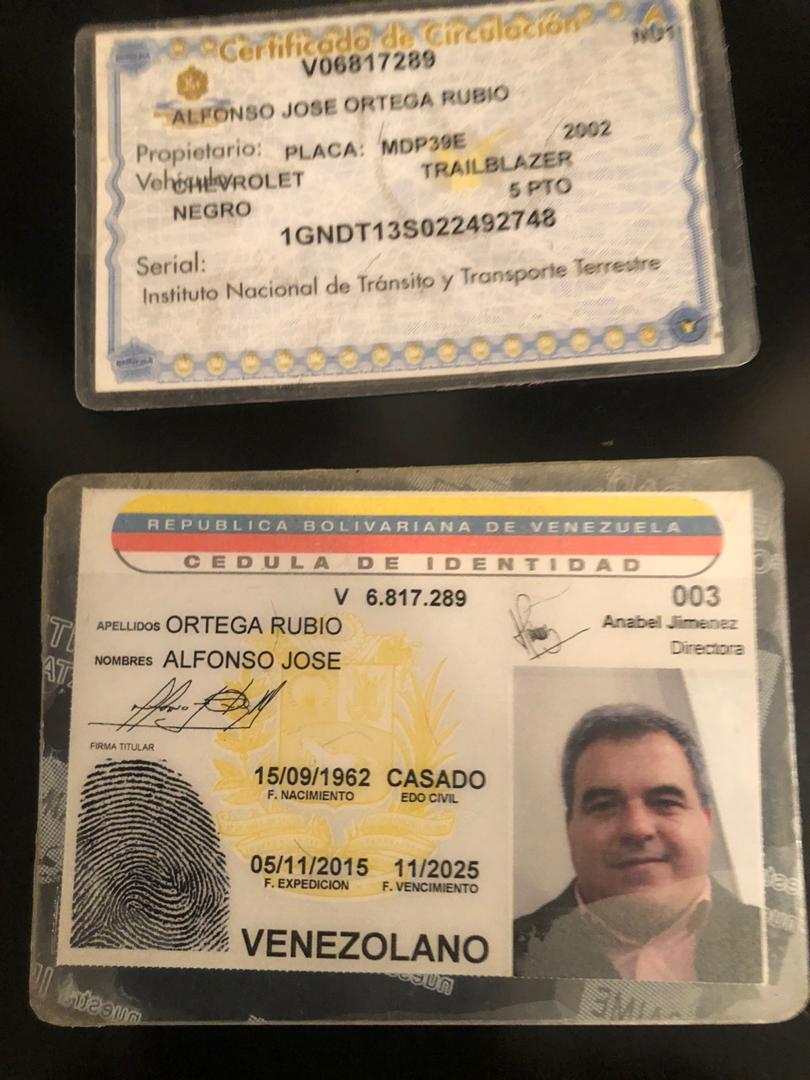 Certificado de Circulación
V06817289
Nº1
ALFONSO JOSE ORTEGA RUBIO
Propietario: PLACA: MDP39E 2002
Vehículo: CHEVROLET TRAILBLAZER
NEGRO 5 PTO
1GNDT13S022492748
Serial:
Instituto Nacional de Tránsito y Transporte Terrestre
REPUBLICA BOLIVARIANA DE VENEZUELA
CEDULA DE IDENTIDAD
V 6.817.289 003
APELLIDOS ORTEGA RUBIO Anabel Jimenez
Directora
NOMBRES ALFONSO JOSE
FIRMA TITULAR
15/09/1962 CASADO
F. NACIMIENTO EDO CIVIL
05/11/2015 11/2025
F. EXPEDICION F. VENCIMIENTO
VENEZOLANO